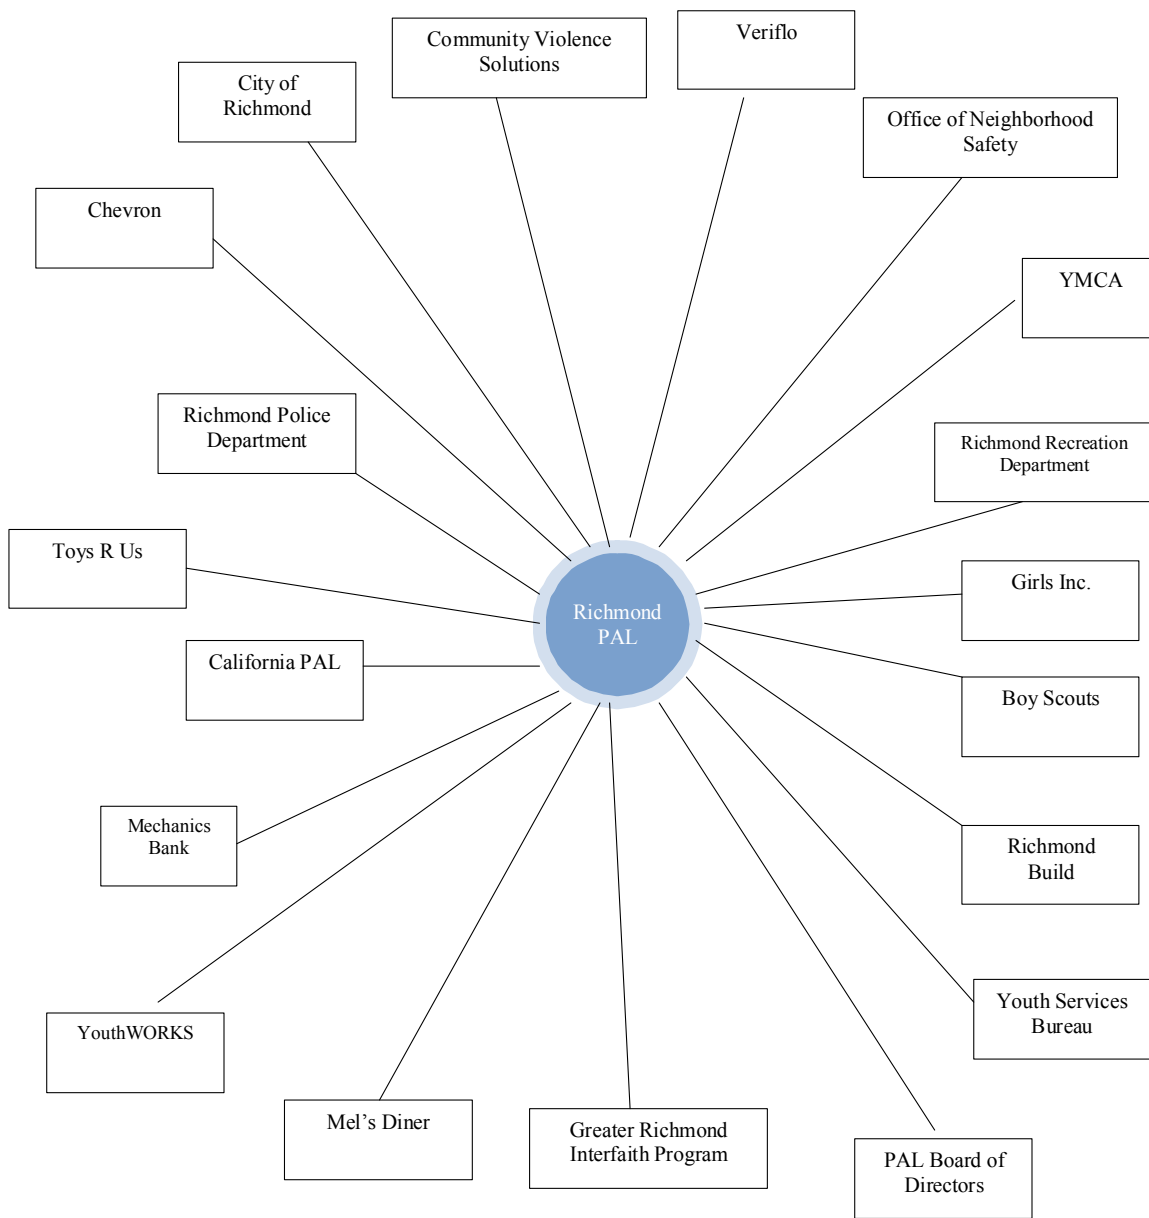 Community Violence
Solutions
Veriflo
City of
Richmond
Office of Neighborhood
Safety
Chevron
YMCA
Richmond Police
Department
Richmond Recreation
Department
Toys R Us
Girls Inc.
Richmond
PAL
California PAL
Boy Scouts
Mechanics
Bank
Richmond
Build
YouthWORKS
Youth Services
Bureau
Mel’s Diner
Greater Richmond
Interfaith Program
PAL Board of
Directors